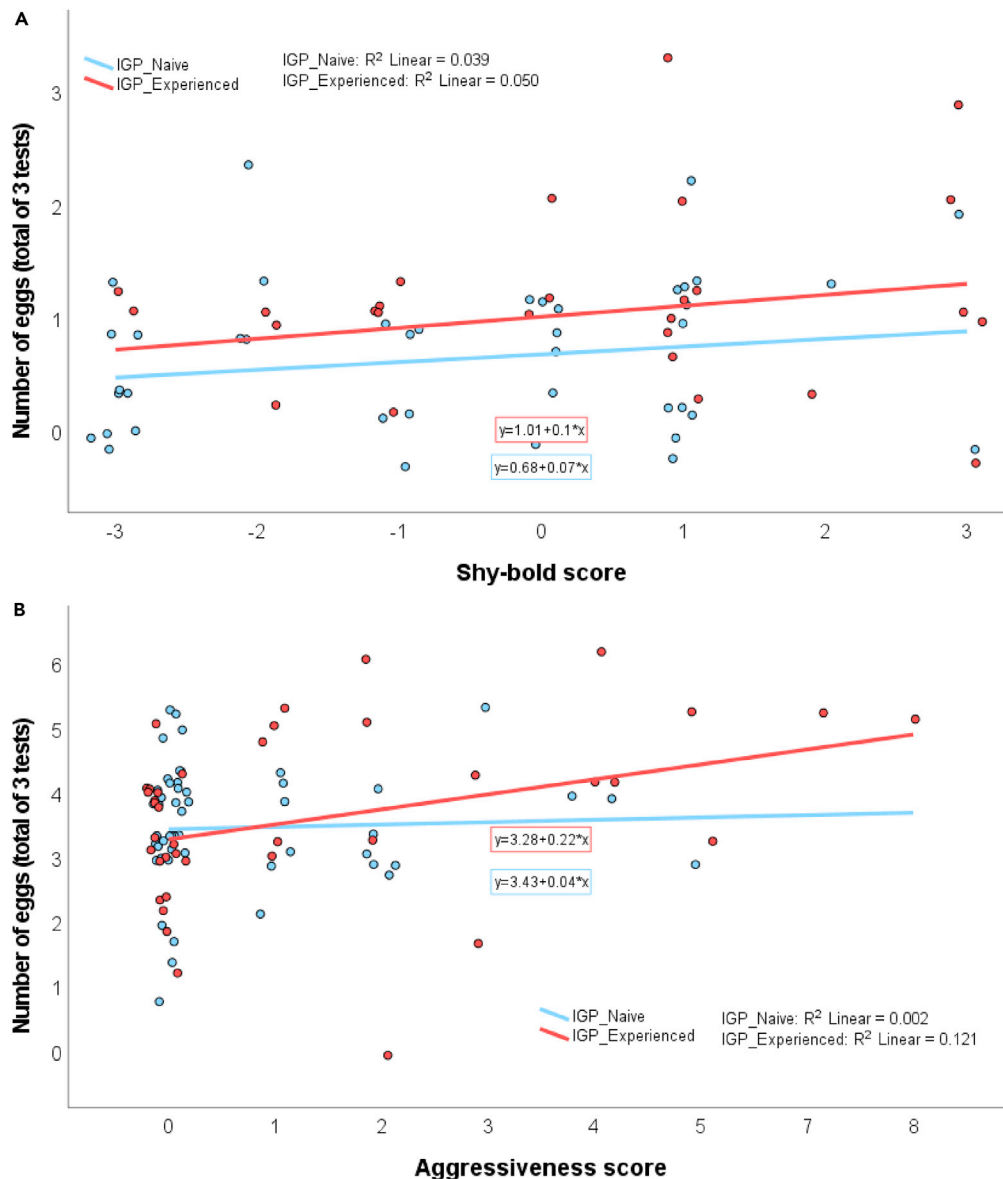 A
IGP_Naive IGP_Naive: R² Linear = 0.039
IGP_Experienced IGP_Experienced: R² Linear = 0.050
Number of eggs (total of 3 tests)
3
2
1
0
y=1.01+0.1*x
y=0.68+0.07*x
-3 -2 -1 0 1 2 3
Shy-bold score
B
Number of eggs (total of 3 tests)
6
5
4
3
2
1
0
y=3.28+0.22*x
y=3.43+0.04*x
IGP_Naive IGP_Naive: R² Linear = 0.002
IGP_Experienced IGP_Experienced: R² Linear = 0.121
0 1 2 3 4 5 7 8
Aggressiveness score